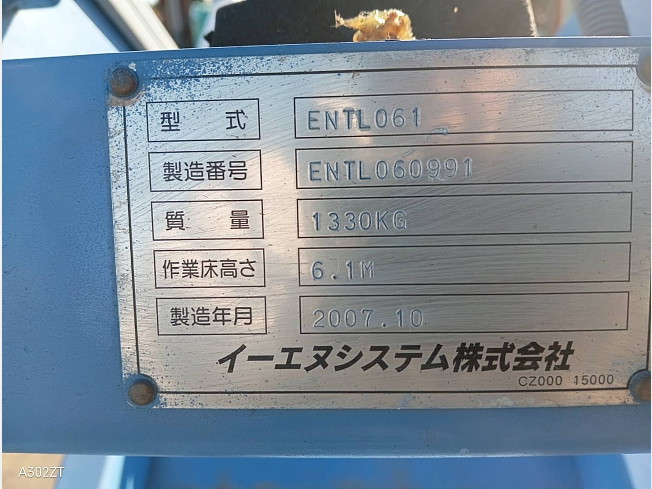 型 式 ENTL061
製造番号 ENTL060991
質 量 1330KG
作業床高さ 6.1M
製造年月 2007.10
イーエヌシステム株式会社
CZ000 15000
A302ZT